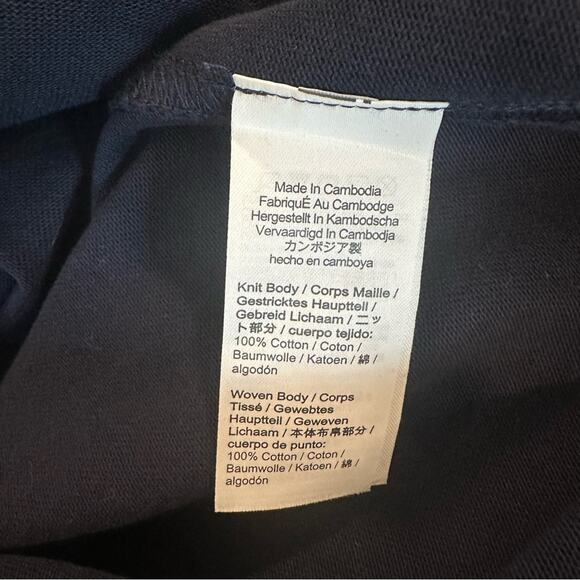 Made In Cambodia
FabriquÉ Au Cambodge
Hergestellt In Kambodscha
Vervaardigd In Cambodja
カンボジア製
hecho en camboya
Knit Body / Corps Maille /
Gestricktes Haupttell /
Gebreid Lichaam / ニッ
ト部分 / cuerpo tejido:
100% Cotton / Coton /
Baumwolle / Katoen / 綿 /
algodón
Woven Body / Corps
Tissé / Gewebtes
Haupttell / Geweven
Lichaam / 本体布帛部分 /
cuerpo de punto:
100% Cotton / Coton /
Baumwolle / Katoen / 綿 /
algodón